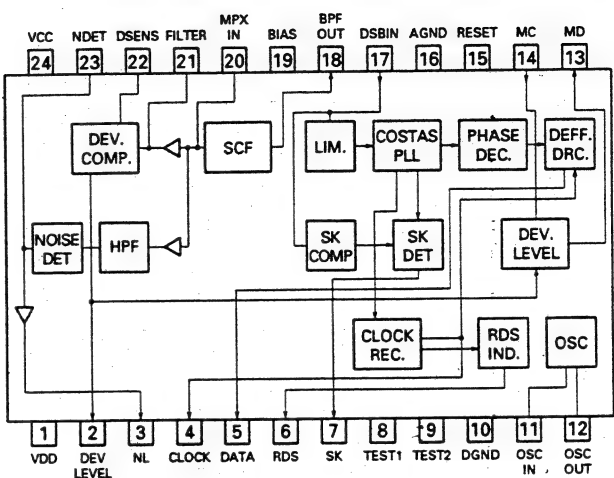 VCC NDET DSENS FILTER MPX IN BIAS BPF OUT DSBIN AGND RESET MC MD
24 23 22 21 20 19 18 17 16 15 14 13
DEV. COMP.
SCF
LIM.
COSTAS PLL
PHASE DEC.
DEFF. DRC.
NOISE DET
HPF
SK COMP
SK DET
DEV. LEVEL
CLOCK REC.
RDS IND.
OSC
1 2 3 4 5 6 7 8 9 10 11 12
VDD DEV LEVEL NL CLOCK DATA RDS SK TEST1 TEST2 DGND OSC IN OSC OUT